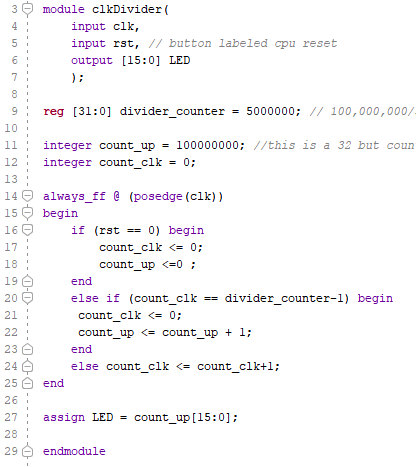 3 module clkDivider(
4 input clk,
5 input rst, // button labeled cpu reset
6 output [15:0] LED
7 );
8
9 reg [31:0] divider_counter = 5000000; // 100,000,000/
10
11 integer count_up = 100000000; //this is a 32 but coun
12 integer count_clk = 0;
13
14 always_ff @ (posedge(clk))
15 begin
16 if (rst == 0) begin
17 count_clk <= 0;
18 count_up <=0 ;
19 end
20 else if (count_clk == divider_counter-1) begin
21 count_clk <= 0;
22 count_up <= count_up + 1;
23 end
24 else count_clk <= count_clk+1;
25 end
26
27 assign LED = count_up[15:0];
28
29 endmodule